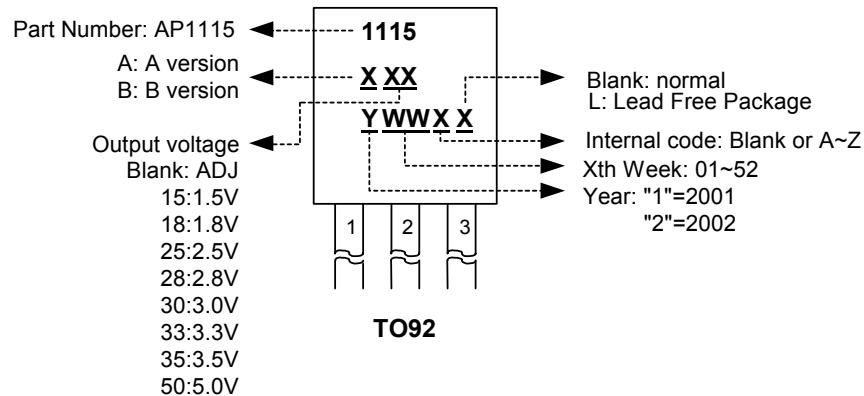 Part Number: AP1115
1115
A: A version
B: B version
X XX
Blank: normal
L: Lead Free Package
Y WW X X
Output voltage
Blank: ADJ
15:1.5V
18:1.8V
25:2.5V
28:2.8V
30:3.0V
33:3.3V
35:3.5V
50:5.0V
Internal code: Blank or A~Z
Xth Week: 01~52
Year: "1"=2001
"2"=2002
1 2 3
TO92